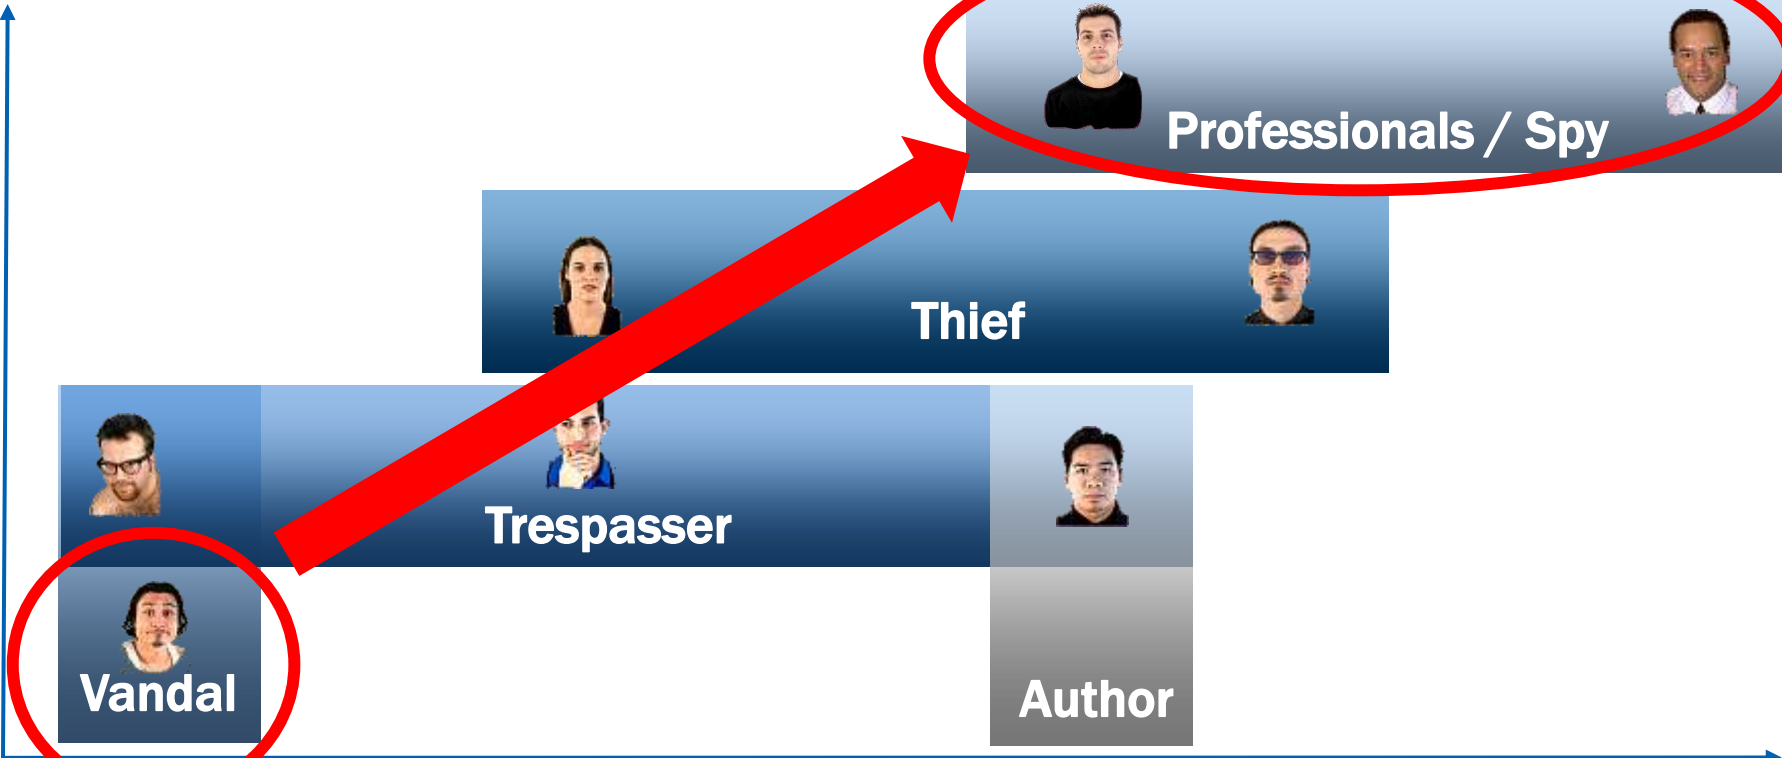 Professionals / Spy
Thief
Trespasser
Vandal
Author